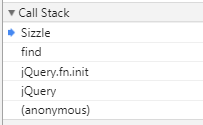 Call Stack
Sizzle
find
jQuery.fn.init
jQuery
(anonymous)